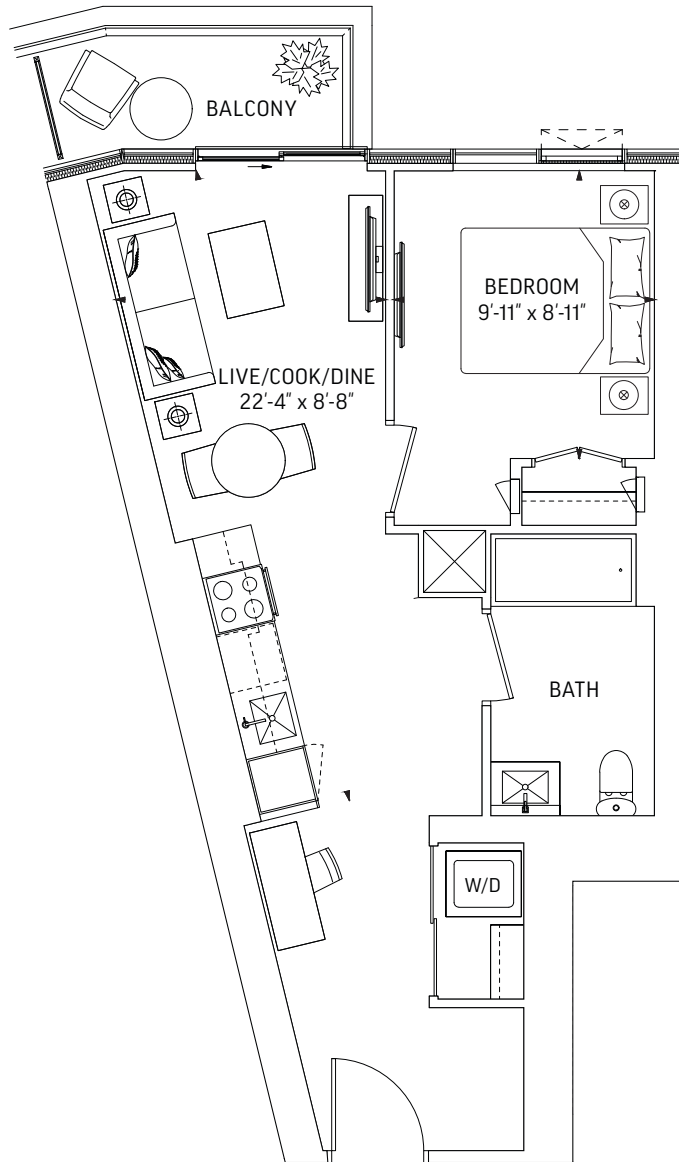 BALCONY
BEDROOM
9'-11" x 8'-11"
LIVE/COOK/DINE
22'-4" x 8'-8"
BATH
W/D